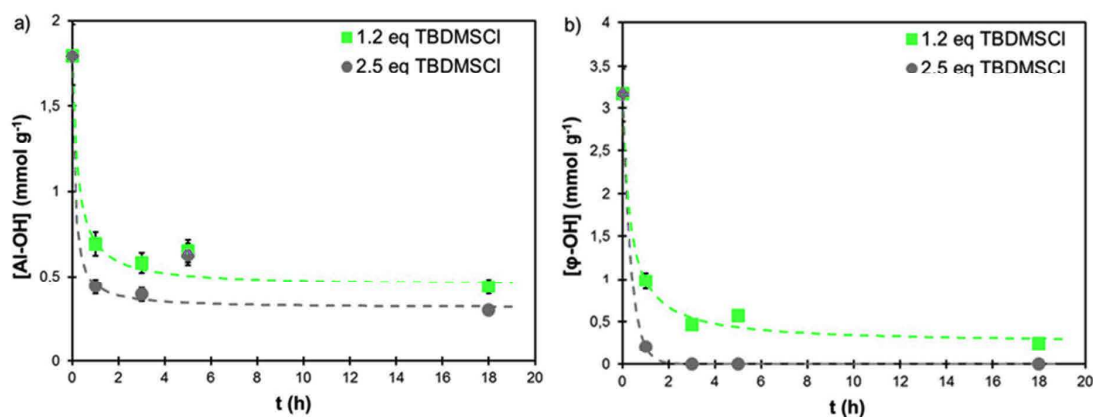 a)
1.2 eq TBDMSCl
2.5 eq TBDMSCl
2
1.5
1
0.5
0
[Al-OH] (mmol g-1)
0 2 4 6 8 10 12 14 16 18 20
t (h)
b)
1.2 eq TBDMSCl
2.5 eq TBDMSCl
4
3,5
3
2,5
2
1,5
1
0,5
0
[φ-OH] (mmol g-1)
0 2 4 6 8 10 12 14 16 18 20
t (h)